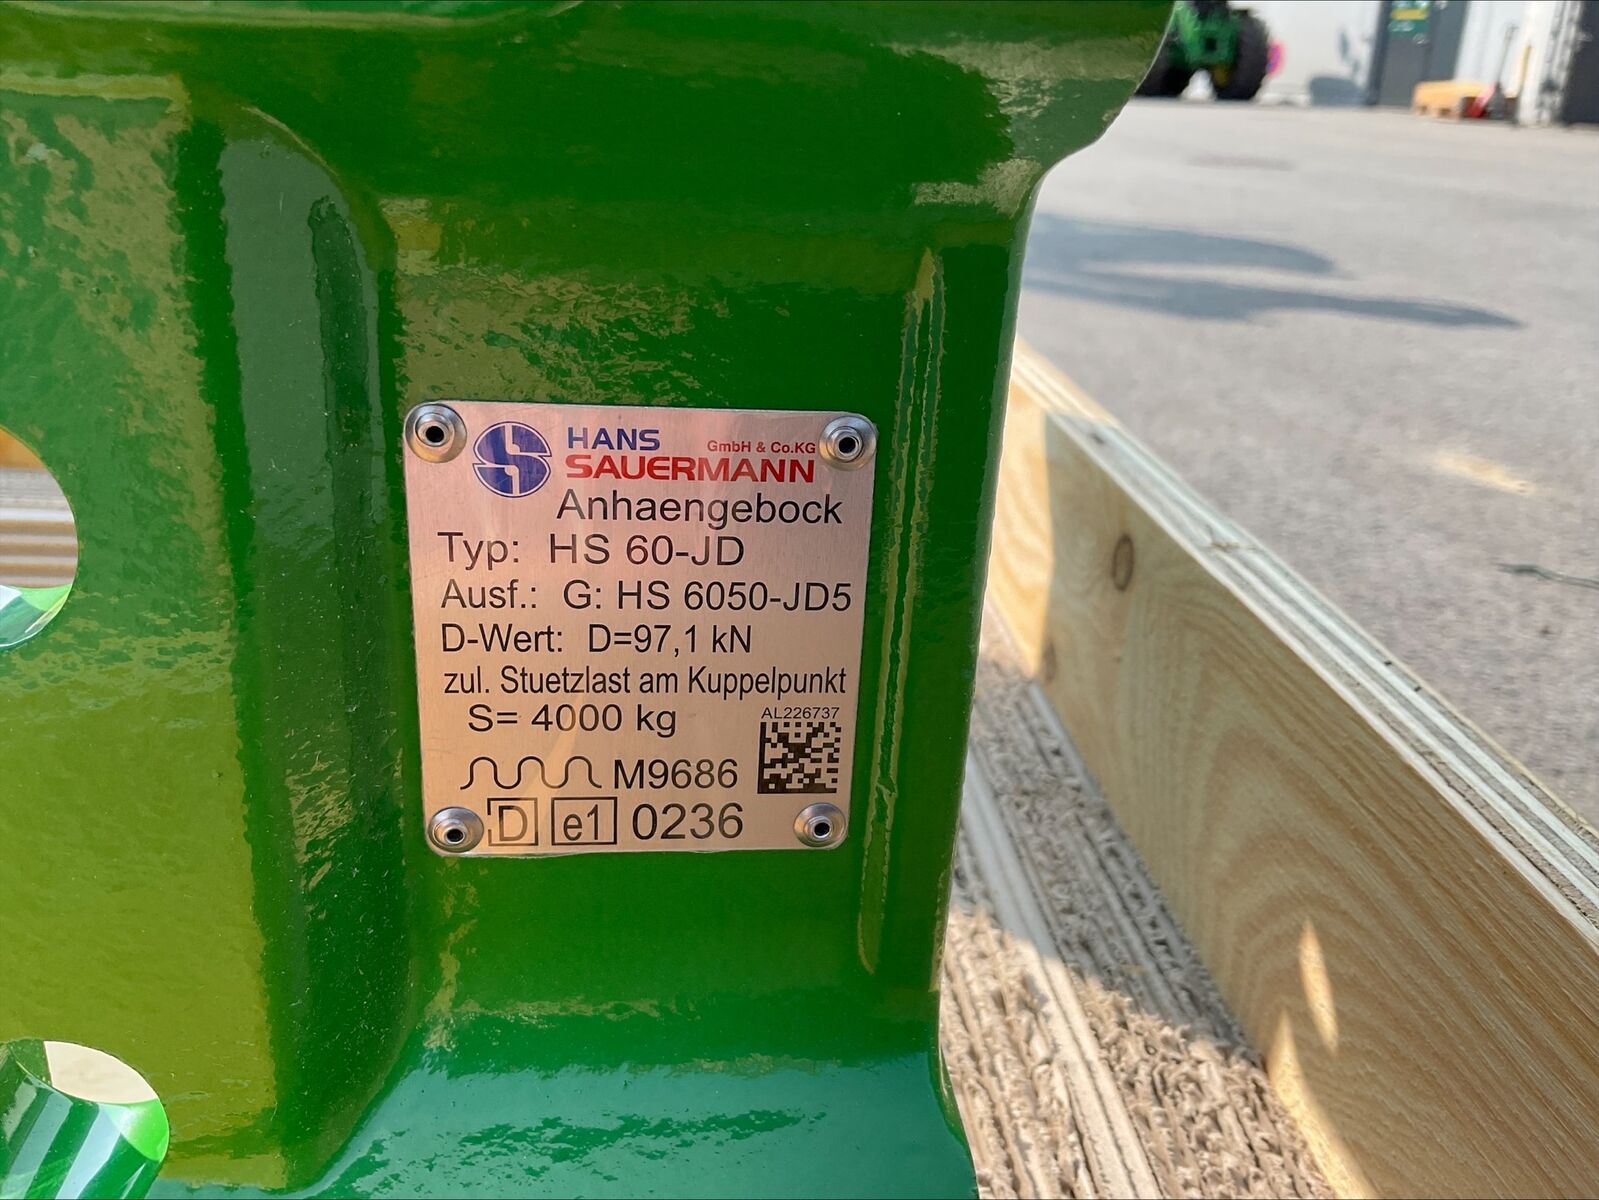 HANS
GmbH & Co.KG
SAUERMANN
Anhaengebock
Typ: HS 60-JD
Ausf.: G: HS 6050-JD5
D-Wert: D=97,1 kN
zul. Stuetzlast am Kuppelpunkt
S= 4000 kg
AL226737
M9686
D e1 0236